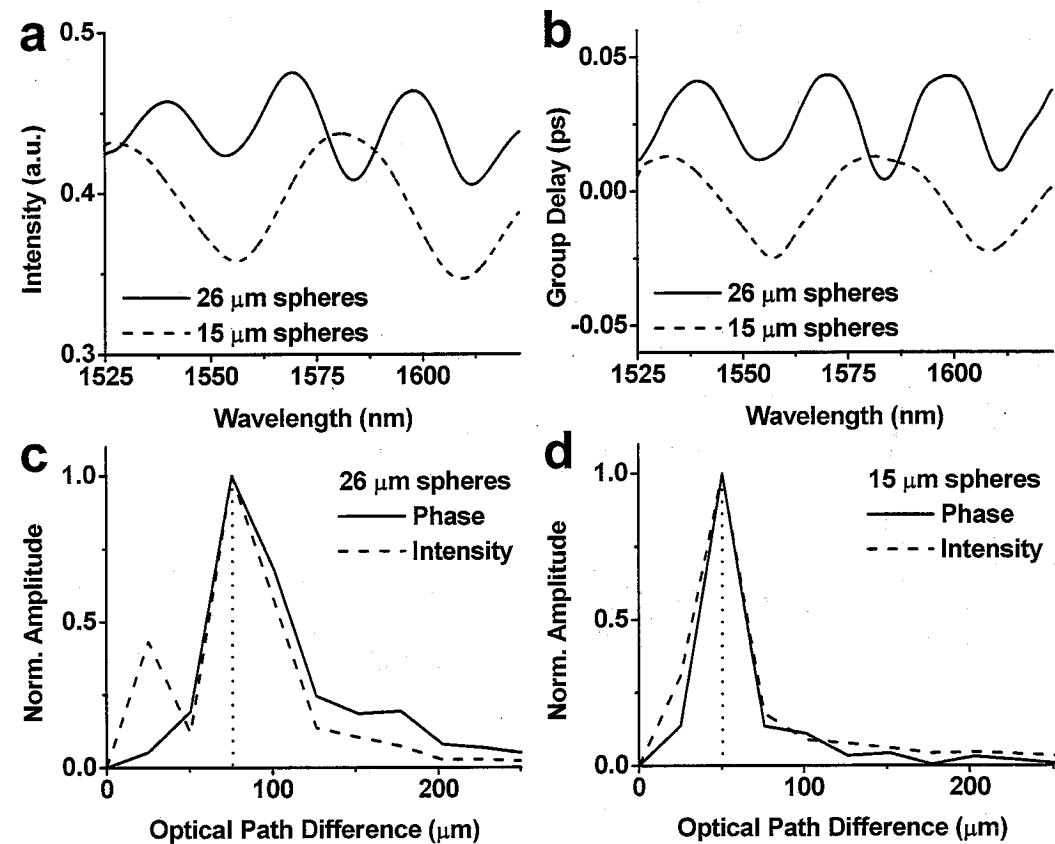 a
0.5
0.4
0.3
Intensity (a.u.)
26 μm spheres
15 μm spheres
1525 1550 1575 1600
Wavelength (nm)
b
0.05
0.00
-0.05
Group Delay (ps)
26 μm spheres
15 μm spheres
1525 1550 1575 1600
Wavelength (nm)
c
1.0
0.5
0.0
Norm. Amplitude
26 μm spheres
Phase
Intensity
0 100 200
Optical Path Difference (μm)
d
1.0
0.5
0.0
Norm. Amplitude
15 μm spheres
Phase
Intensity
0 100 200
Optical Path Difference (μm)